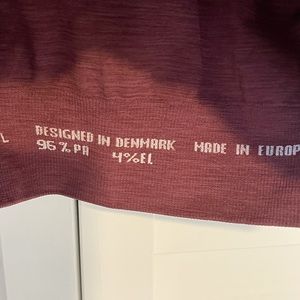 L DESIGNED IN DENMARK MADE IN EUROP
96% PA 4% EL